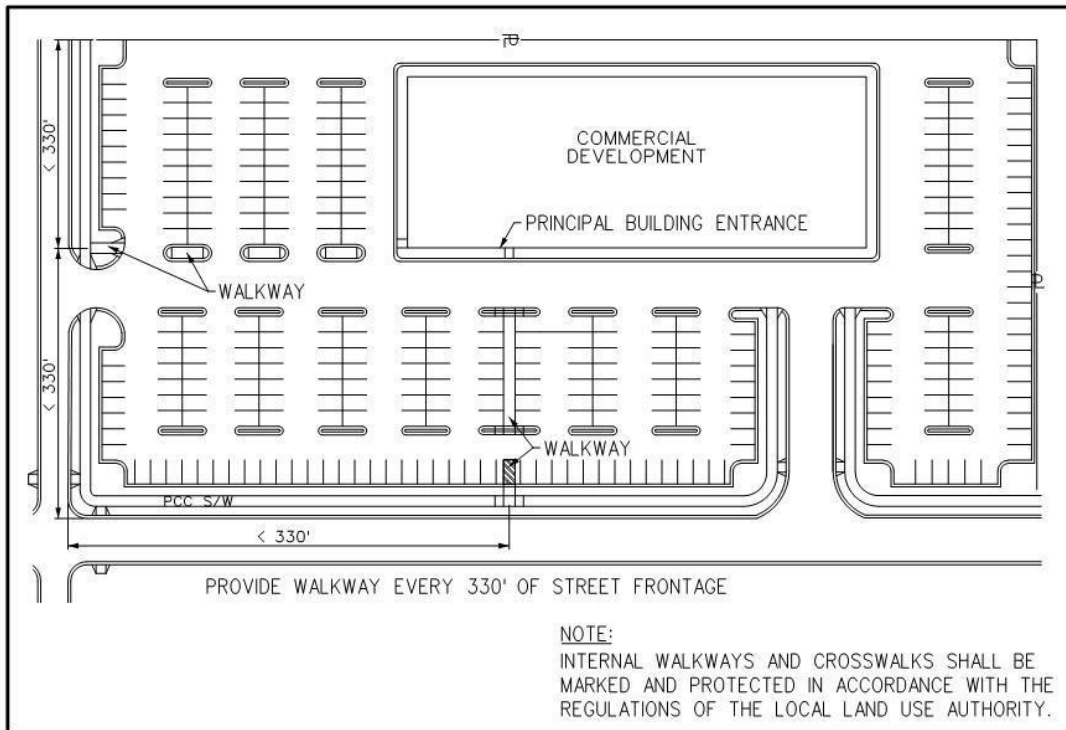 PL
< 330'
COMMERCIAL
DEVELOPMENT
PRINCIPAL BUILDING ENTRANCE
WALKWAY
< 330'
WALKWAY
PCC S/W
< 330'
PROVIDE WALKWAY EVERY 330' OF STREET FRONTAGE
NOTE:
INTERNAL WALKWAYS AND CROSSWALKS SHALL BE
MARKED AND PROTECTED IN ACCORDANCE WITH THE
REGULATIONS OF THE LOCAL LAND USE AUTHORITY.